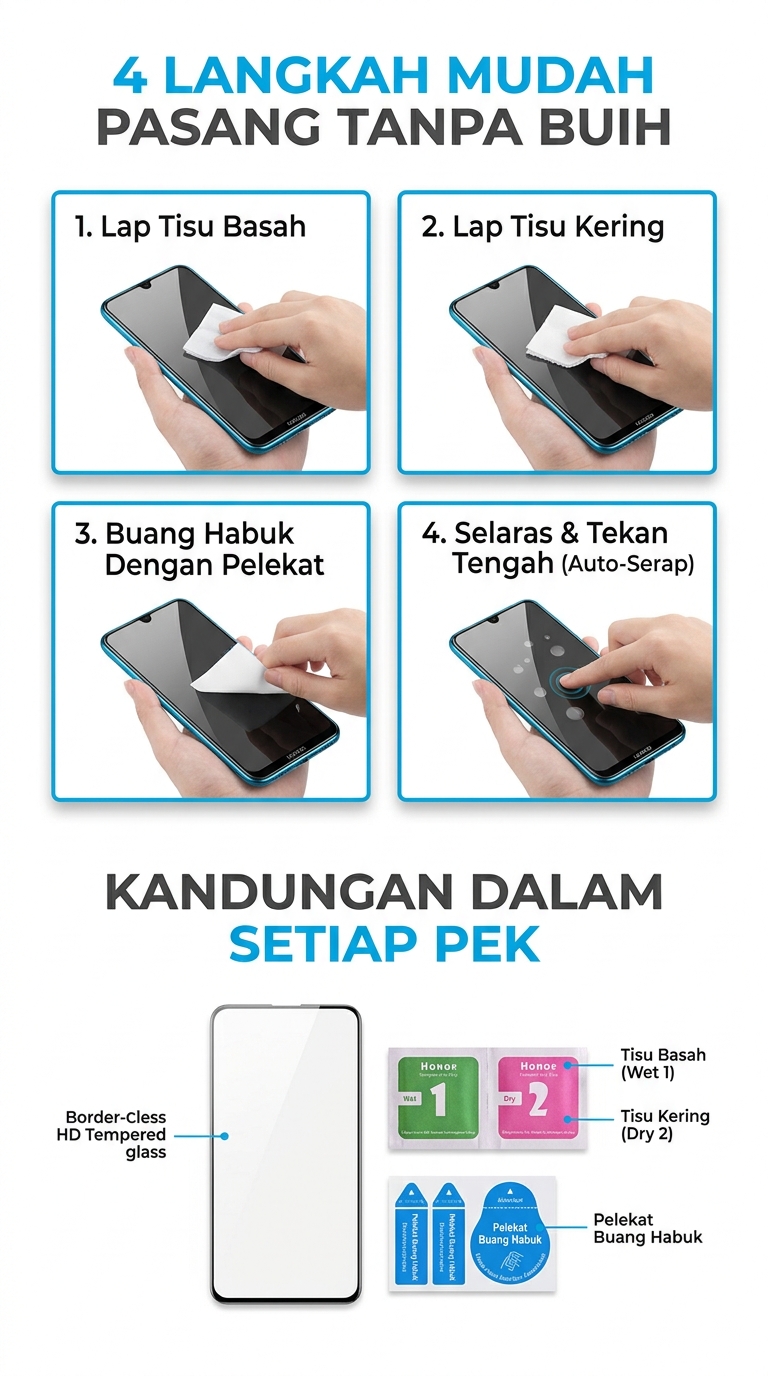 4 LANGKAH MUDAH
PASANG TANPA BUIH
1. Lap Tisu Basah
2. Lap Tisu Kering
3. Buang Habuk
Dengan Pelekat
4. Selaras & Tekan
Tengah (Auto-Serap)
KANDUNGAN DALAM
SETIAP PEK
Border-Cless
HD Tempered
glass
HONOR
Wet
1
HONOR
Dry
2
Tisu Basah
(Wet 1)
Tisu Kering
(Dry 2)
Pelekat
Buang Habuk
Pelekat
Buang Habuk